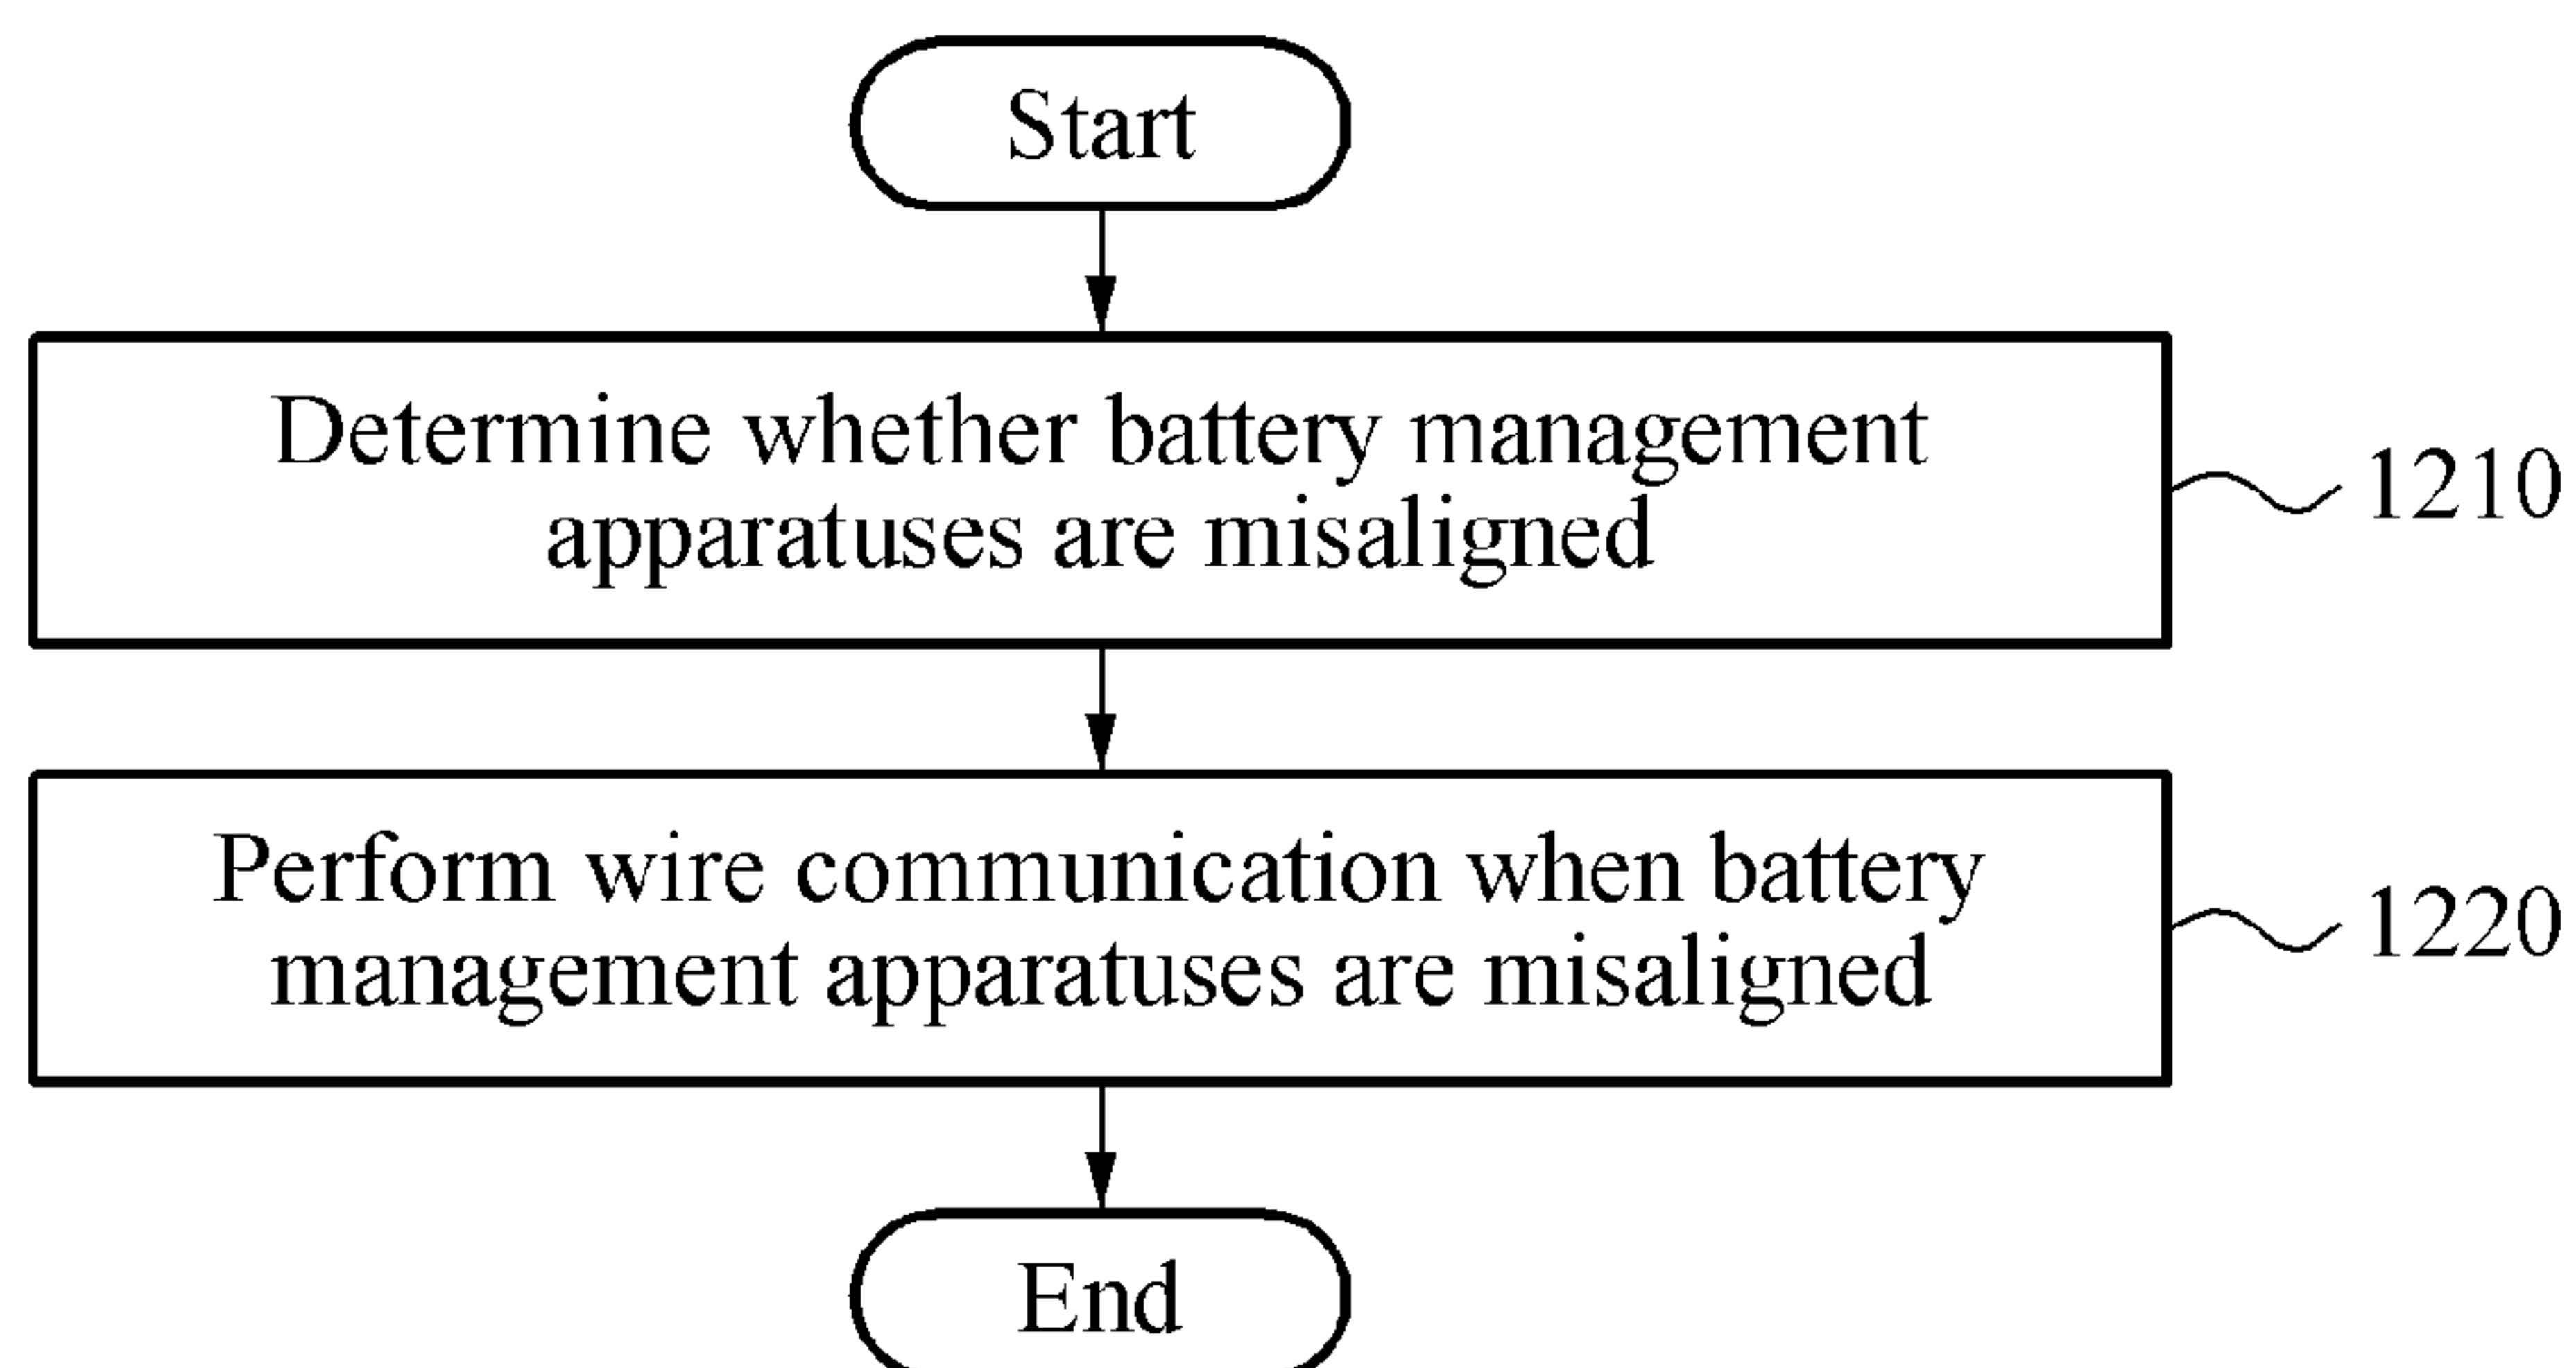 Start
Determine whether battery management
apparatuses are misaligned
1210
Perform wire communication when battery
management apparatuses are misaligned
1220
End